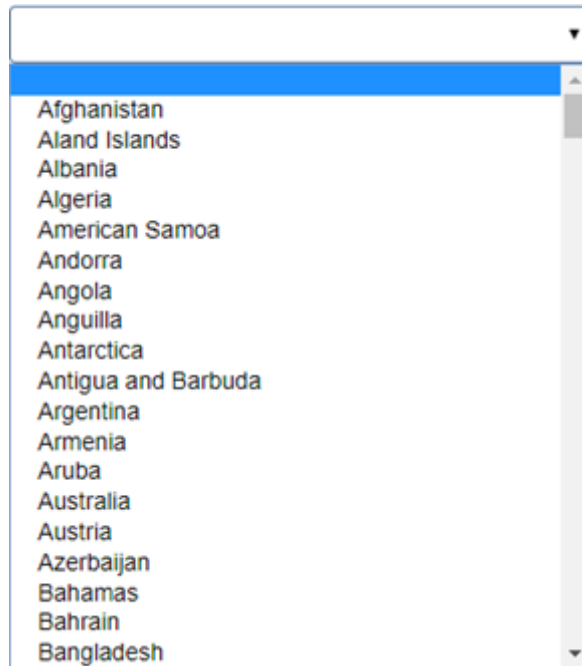 Afghanistan
Aland Islands
Albania
Algeria
American Samoa
Andorra
Angola
Anguilla
Antarctica
Antigua and Barbuda
Argentina
Armenia
Aruba
Australia
Austria
Azerbaijan
Bahamas
Bahrain
Bangladesh